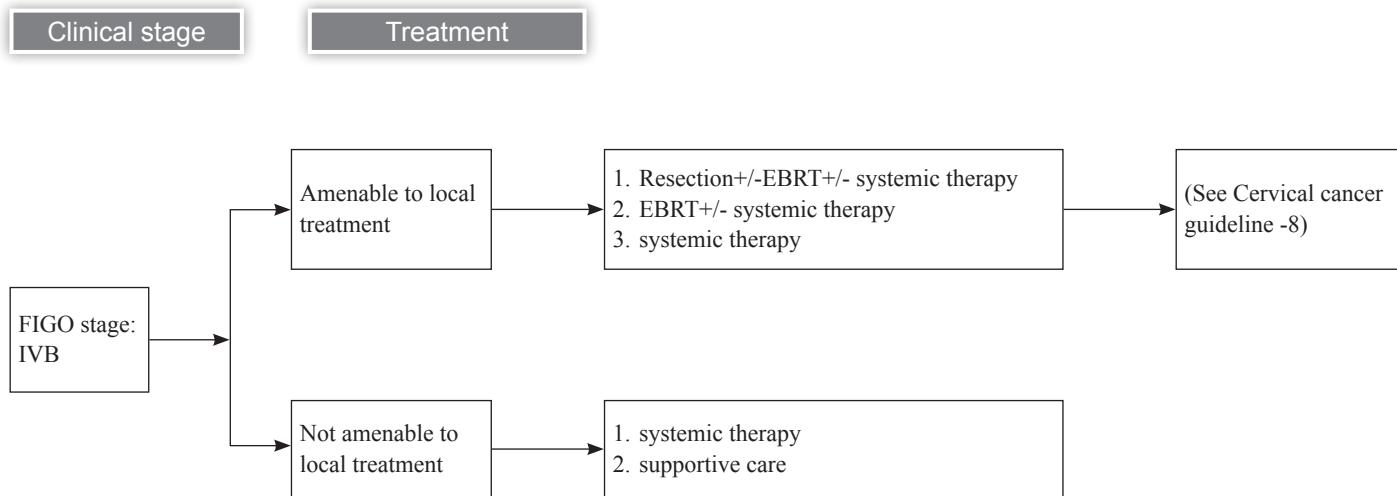 Clinical stage
Treatment
Amenable to local
treatment
1. Resection+/-EBRT+/- systemic therapy
2. EBRT+/- systemic therapy
3. systemic therapy
(See Cervical cancer
guideline -8)
FIGO stage:
IVB
Not amenable to
local treatment
1. systemic therapy
2. supportive care